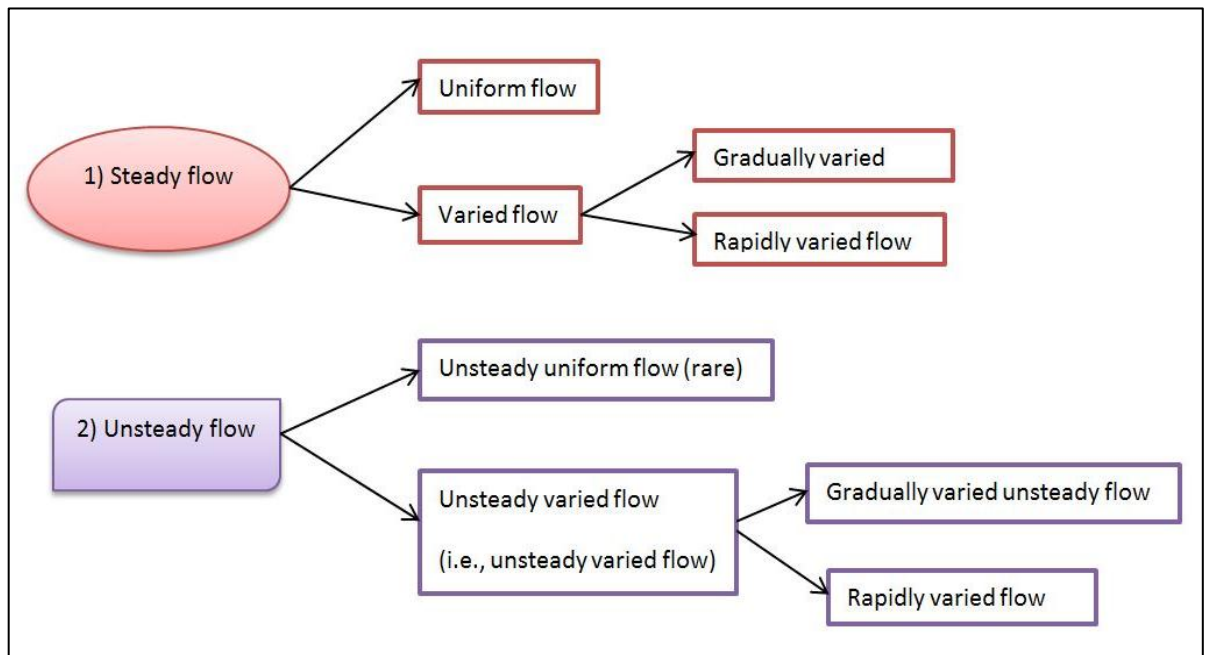 1) Steady flow
Uniform flow
Varied flow
Gradually varied
Rapidly varied flow
2) Unsteady flow
Unsteady uniform flow (rare)
Unsteady varied flow
(i.e., unsteady varied flow)
Gradually varied unsteady flow
Rapidly varied flow